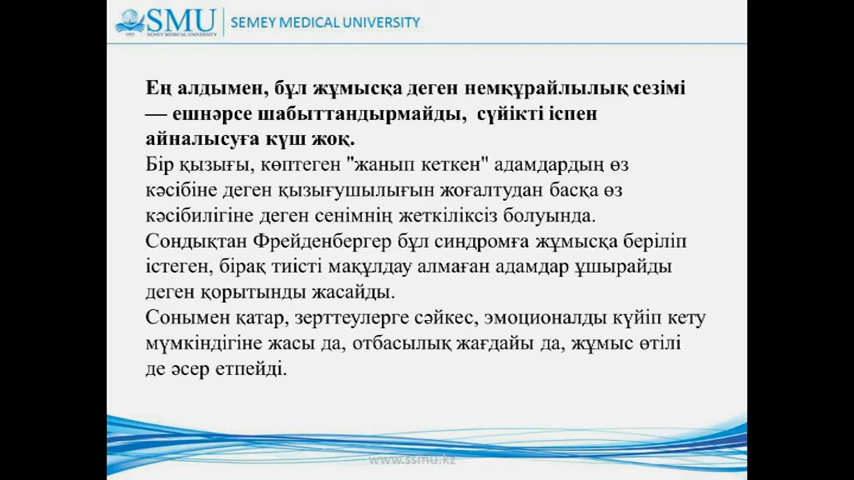 SMU
SEMEY MEDICAL UNIVERSITY
SEMEY MEDICAL UNIVERSITY
Ең алдымен, бұл жұмысқа деген немқұрайлылық сезімі
— ешнәрсе шабыттандырмайды, сүйікті іспен
айналысуға күш жоқ.
Бір қызығы, көптеген "жанып кеткен" адамдардың өз
кәсібіне деген қызығушылығын жоғалтудан басқа өз
кәсібилігіне деген сенімнің жеткіліксіз болуында.
Сондықтан Фрейденбергер бұл синдромға жұмысқа беріліп
істеген, бірақ тиісті мақұлдау алмаған адамдар ұшырайды
деген қорытынды жасайды.
Сонымен қатар, зерттеулерге сәйкес, эмоционалды күйіп кету
мүмкіндігіне жасы да, отбасылық жағдайы да, жұмыс өтілі
де әсер етпейді.
www.ssmu.kz